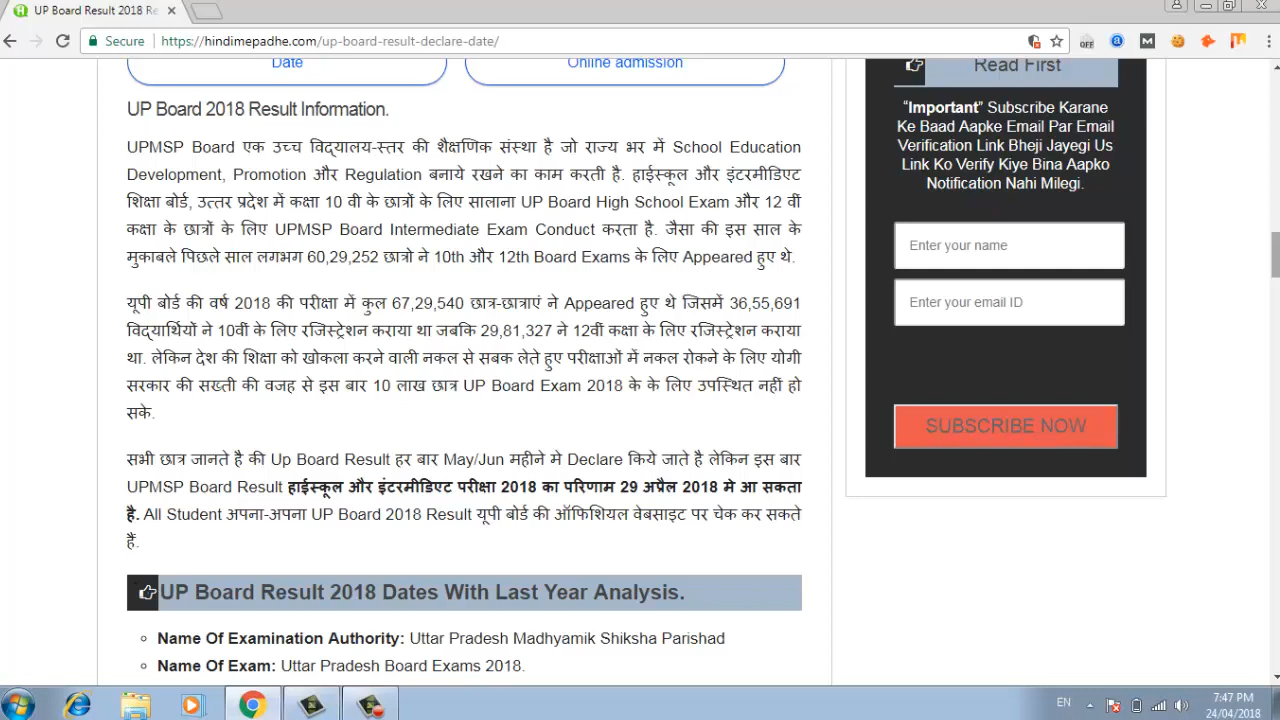 UP Board Result 2018 Re
Secure
https://hindimepadhe.com/up-board-result-declare-date/
Date
Online admission
UP Board 2018 Result Information.
UPMSP Board एक उच्च विद्यालय-स्तर की शैक्षणिक संस्था है जो राज्य भर में School Education
Development, Promotion और Regulation बनाये रखने का काम करती है. हाईस्कूल और इंटरमीडिएट
शिक्षा बोर्ड, उत्तर प्रदेश में कक्षा 10 वी के छात्रों के लिए सालाना UP Board High School Exam और 12 वीं
कक्षा के छात्रों के लिए UPMSP Board Intermediate Exam Conduct करता है. जैसा की इस साल के
मुकाबले पिछले साल लगभग 60,29,252 छात्रो ने 10th और 12th Board Exams के लिए Appeared हुए थे.
यूपी बोर्ड की वर्ष 2018 की परीक्षा में कुल 67,29,540 छात्र-छात्राएं ने Appeared हुए थे जिसमें 36,55,691
विद्यार्थियों ने 10वी के लिए रजिस्ट्रेशन कराया था जबकि 29,81,327 ने 12वीं कक्षा के लिए रजिस्ट्रेशन कराया
था. लेकिन देश की शिक्षा को खोकला करने वाली नकल से सबक लेते हुए परीक्षाओं में नकल रोकने के लिए योगी
सरकार की सख्ती की वजह से इस बार 10 लाख छात्र UP Board Exam 2018 के के लिए उपस्थित नहीं हो
सके.
सभी छात्र जानते है की Up Board Result हर बार May/Jun महीने मे Declare किये जाते है लेकिन इस बार
UPMSP Board Result हाईस्कूल और इंटरमीडिएट परीक्षा 2018 का परिणाम 29 अप्रैल 2018 मे आ सकता
है. All Student अपना-अपना UP Board 2018 Result यूपी बोर्ड की ऑफिशियल वेबसाइट पर चेक कर सकते
हैं.
UP Board Result 2018 Dates With Last Year Analysis.
Name Of Examination Authority: Uttar Pradesh Madhyamik Shiksha Parishad
Name Of Exam: Uttar Pradesh Board Exams 2018.
Read First
“Important” Subscribe Karane
Ke Baad Aapke Email Par Email
Verification Link Bheji Jayegi Us
Link Ko Verify Kiye Bina Aapko
Notification Nahi Milegi.
Enter your name
Enter your email ID
SUBSCRIBE NOW
EN
7:47 PM
24/04/2018